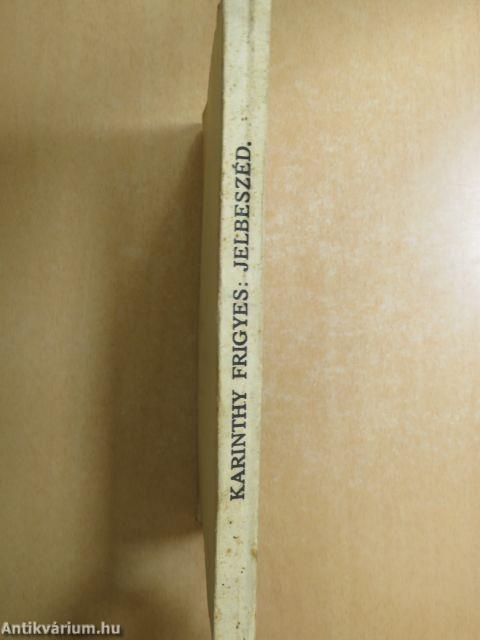 KARINTHY FRIGYES: JELBESZÉD.
Antikvárium.hu